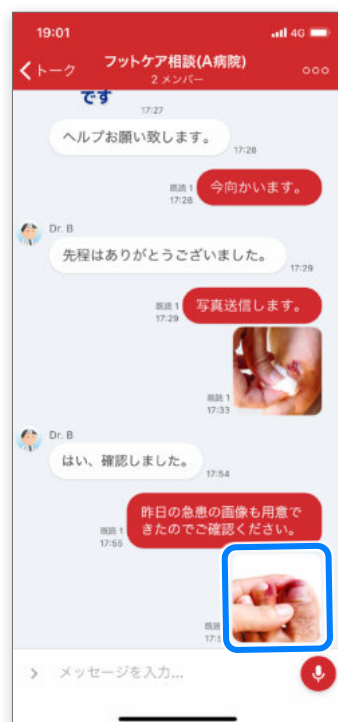 19:01
4G
トーク
フットケア相談(A病院)
2 メンバー
です
17:27
ヘルプお願い致します。
17:28
今向かいます。
既読 1
17:28
Dr. B
先程はありがとうございました。
17:29
写真送信します。
既読 1
17:29
既読 1
17:33
Dr. B
はい、確認しました。
17:54
昨日の急患の画像も用意で
きたのでご確認ください。
既読 1
17:55
既読
メッセージを入力...